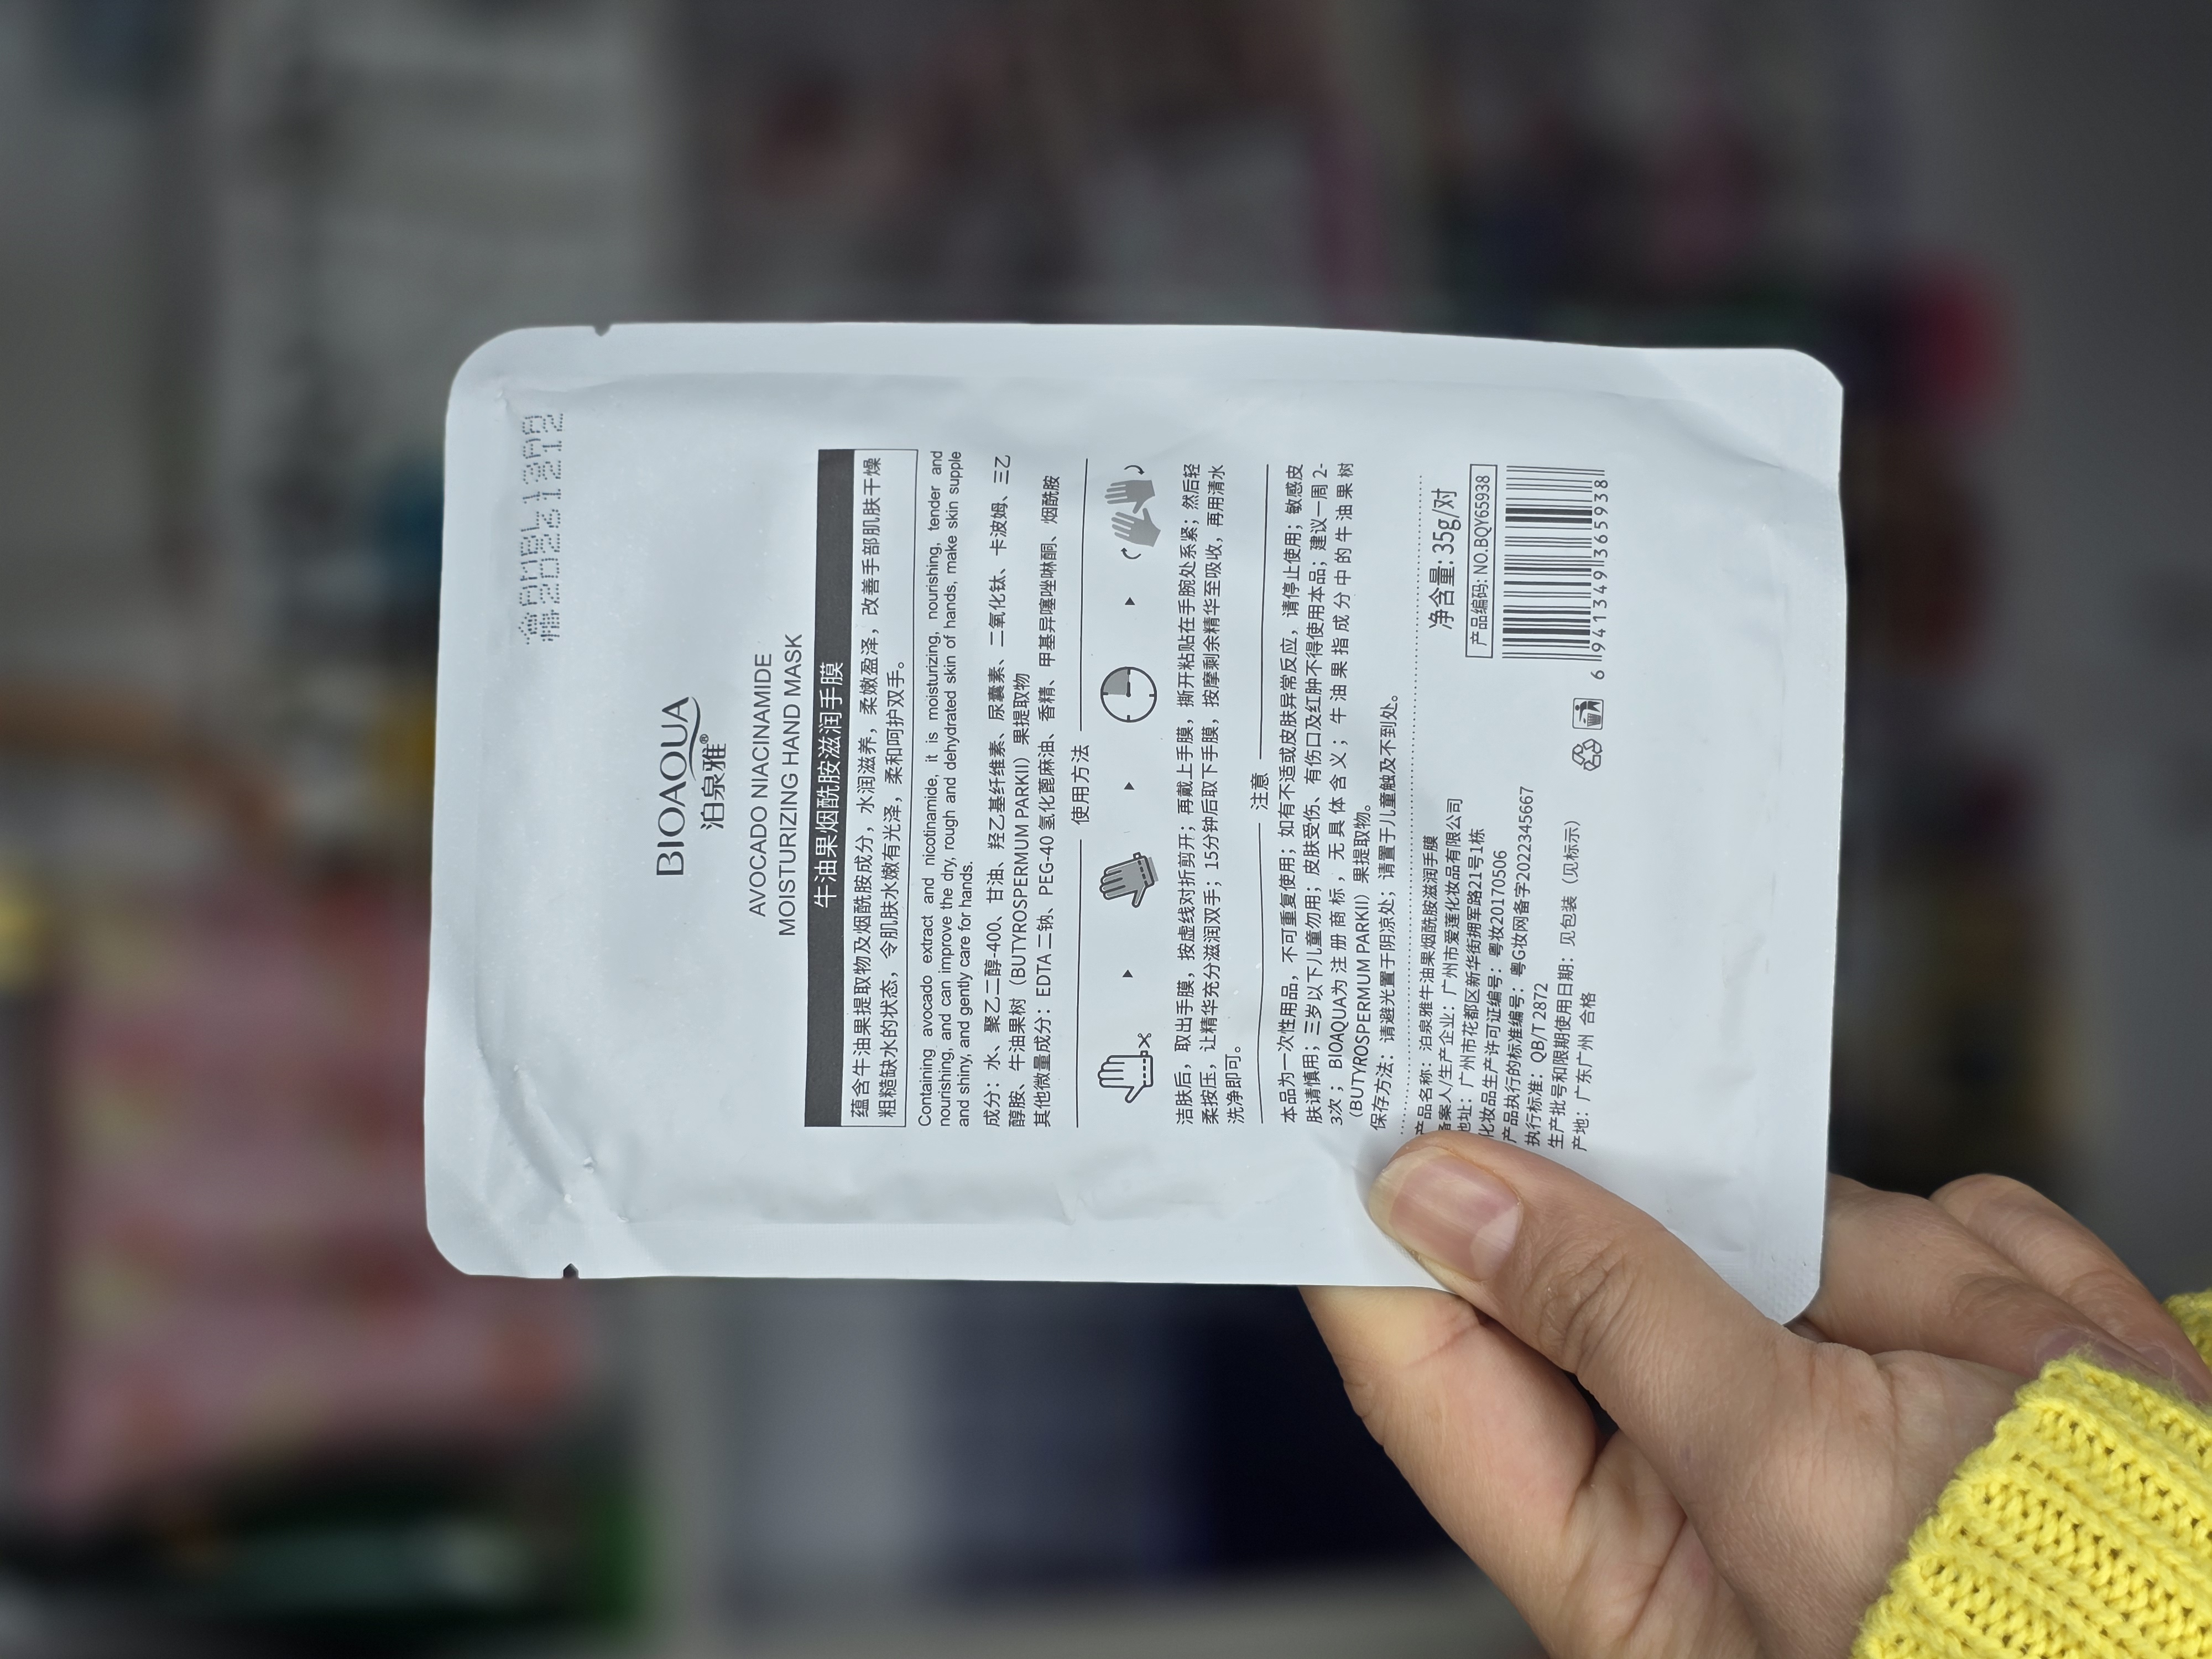 BIOAQUA
泊泉雅®
AVOCADO NIACINAMIDE
MOISTURIZING HAND MASK
牛油果烟酰胺滋润手膜
蕴含牛油果提取物及烟酰胺成分，水润滋养，柔嫩盈泽，改善手部肌肤干燥
粗糙缺水的状态，令肌肤水嫩有光泽，柔和呵护双手。
Containing avocado extract and nicotinamide, it is moisturizing, nourishing, tender and
nourishing, and can improve the dry, rough and dehydrated skin of hands, make skin supple
and shiny, and gently care for hands.
成分：水、聚乙二醇-400、甘油、羟乙基纤维素、尿囊素、二氧化钛、卡波姆、三乙
醇胺、牛油果树（BUTYROSPERMUM PARKII）果提取物
其他微量成分：EDTA 二钠、PEG-40 氢化蓖麻油、香精、甲基异噻唑啉酮、烟酰胺
使用方法
洁肤后，取出手膜，按虚线对折剪开；再戴上手膜，撕开粘贴在手腕处系紧；然后轻
柔按压，让精华充分滋润双手；15分钟后取下手膜，按摩剩余精华至吸收，再用清水
洗净即可。
注意
本品为一次性用品，不可重复使用；如有不适或皮肤异常反应，请停止使用；敏感皮
肤请慎用；三岁以下儿童勿用；皮肤受伤、有伤口及红肿不得使用本品；建议一周 2-
3次；BIOAQUA为注册商标，无具体含义；牛油果指成分中的牛油果树
（BUTYROSPERMUM PARKII）果提取物。
保存方法：请避光置于阴凉处；请置于儿童触及不到处。
产品名称：泊泉雅牛油果烟酰胺滋润手膜
备案人/生产企业：广州市爱莲化妆品有限公司
地址：广州市花都区新华街拥军路21号1栋
化妆品生产许可证编号：粤妆20170506
产品执行的标准编号：粤G妆网备字2022345667
执行标准：QB/T 2872
生产批号和限期使用日期：见包装（见标示）
产地：广东广州 合格
净含量: 35g/对
产品编码: NO.BQY65938
6 941349 365938